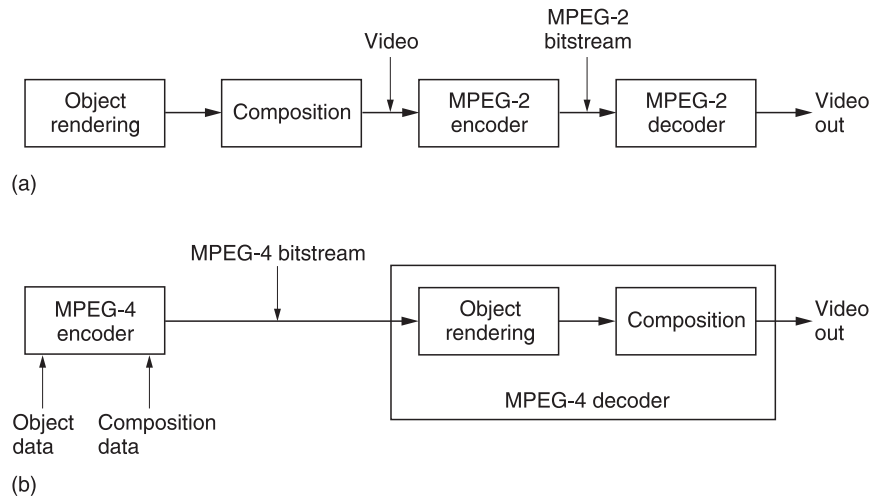 MPEG-2
bitstream
Video
Object
rendering
Composition
MPEG-2
encoder
MPEG-2
decoder
Video
out
(a)
MPEG-4 bitstream
MPEG-4
encoder
Object
rendering
Composition
Video
out
MPEG-4 decoder
Object
data
Composition
data
(b)